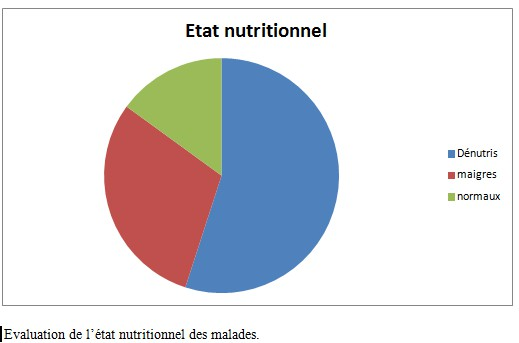 Etat nutritionnel
Dénutris
maigres
normaux
Evaluation de l’état nutritionnel des malades.